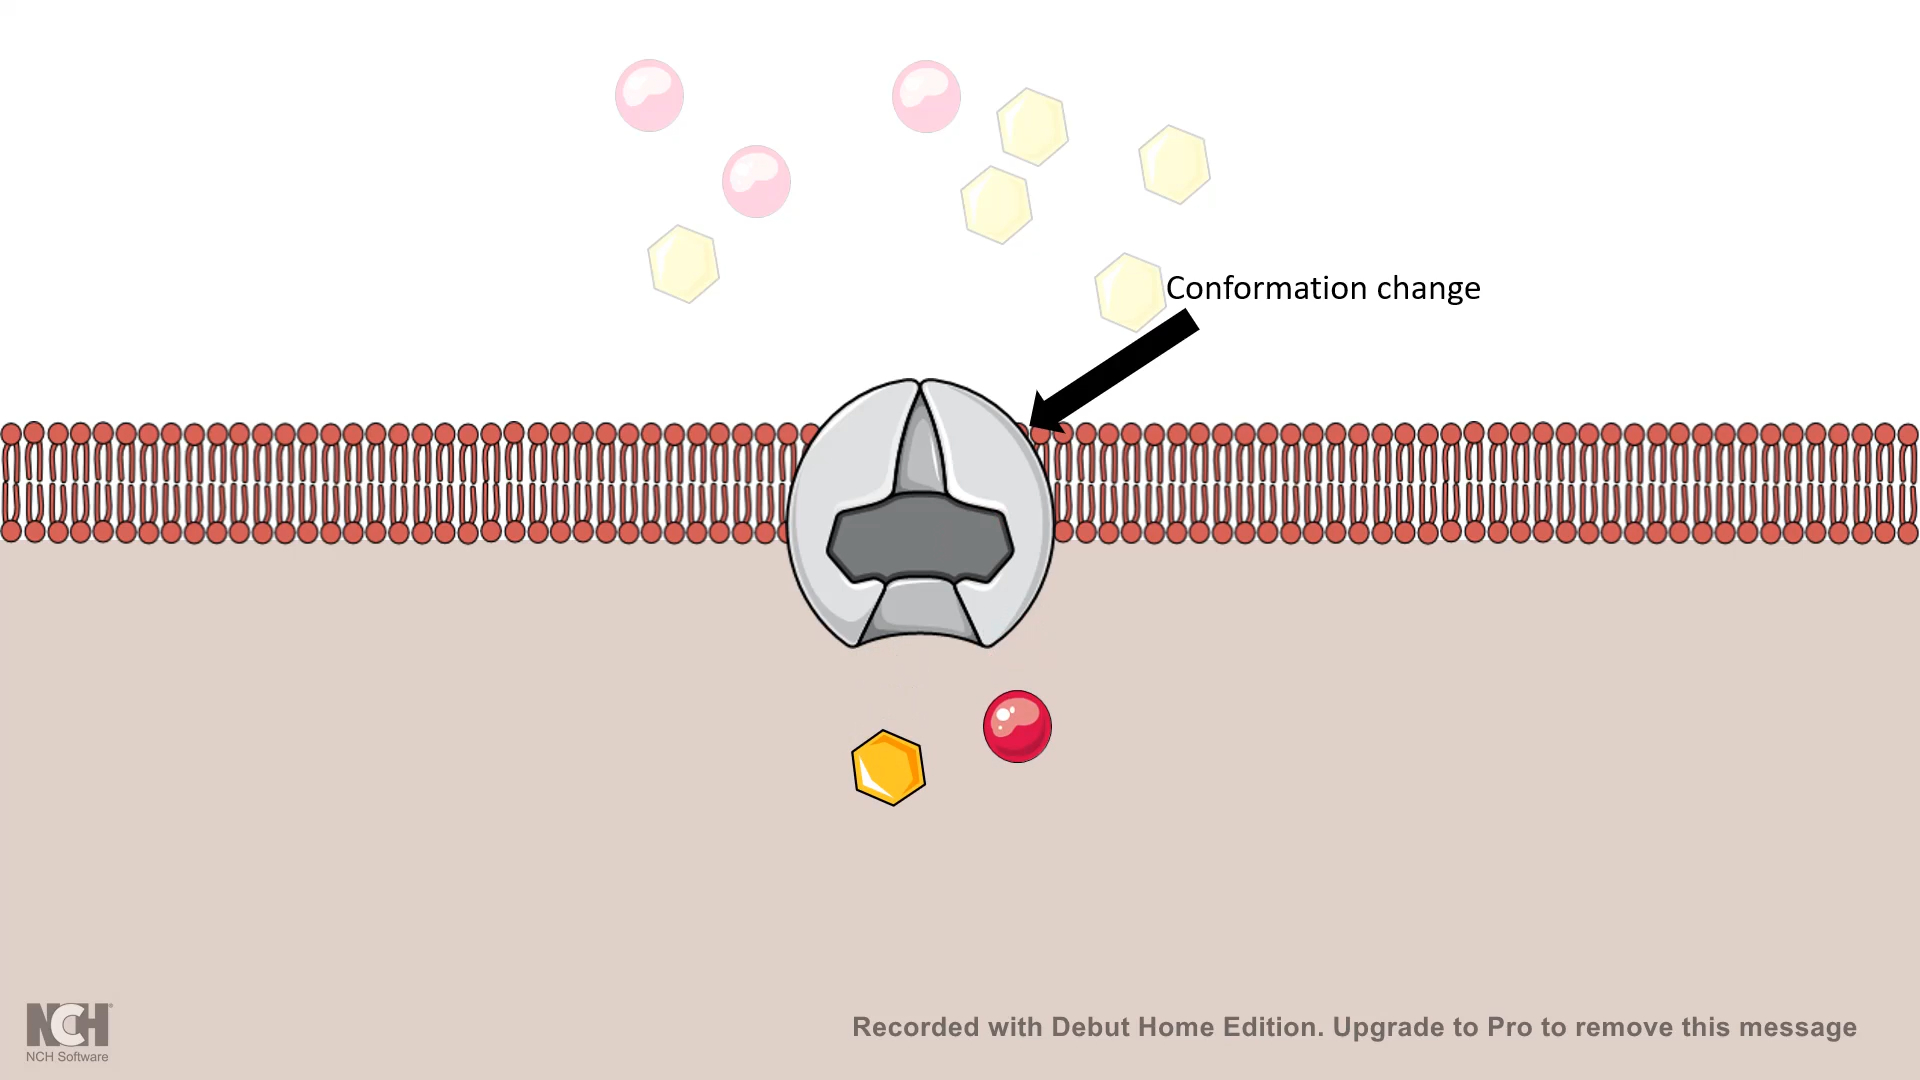 Conformation change
NCH
NCH Software
Recorded with Debut Home Edition. Upgrade to Pro to remove this message